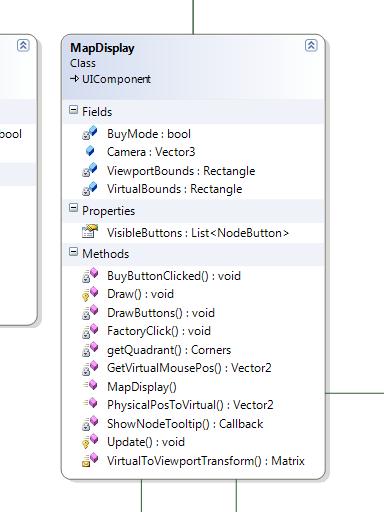 MapDisplay
Class
UIComponent
Fields
bool
BuyMode : bool
Camera : Vector3
ViewportBounds : Rectangle
VirtualBounds : Rectangle
Properties
VisibleButtons : List<NodeButton>
Methods
BuyButtonClicked() : void
Draw() : void
DrawButtons() : void
FactoryClick() : void
getQuadrant() : Corners
GetVirtualMousePos() : Vector2
MapDisplay()
PhysicalPosToVirtual() : Vector2
ShowNodeTooltip() : Callback
Update() : void
VirtualToViewportTransform() : Matrix